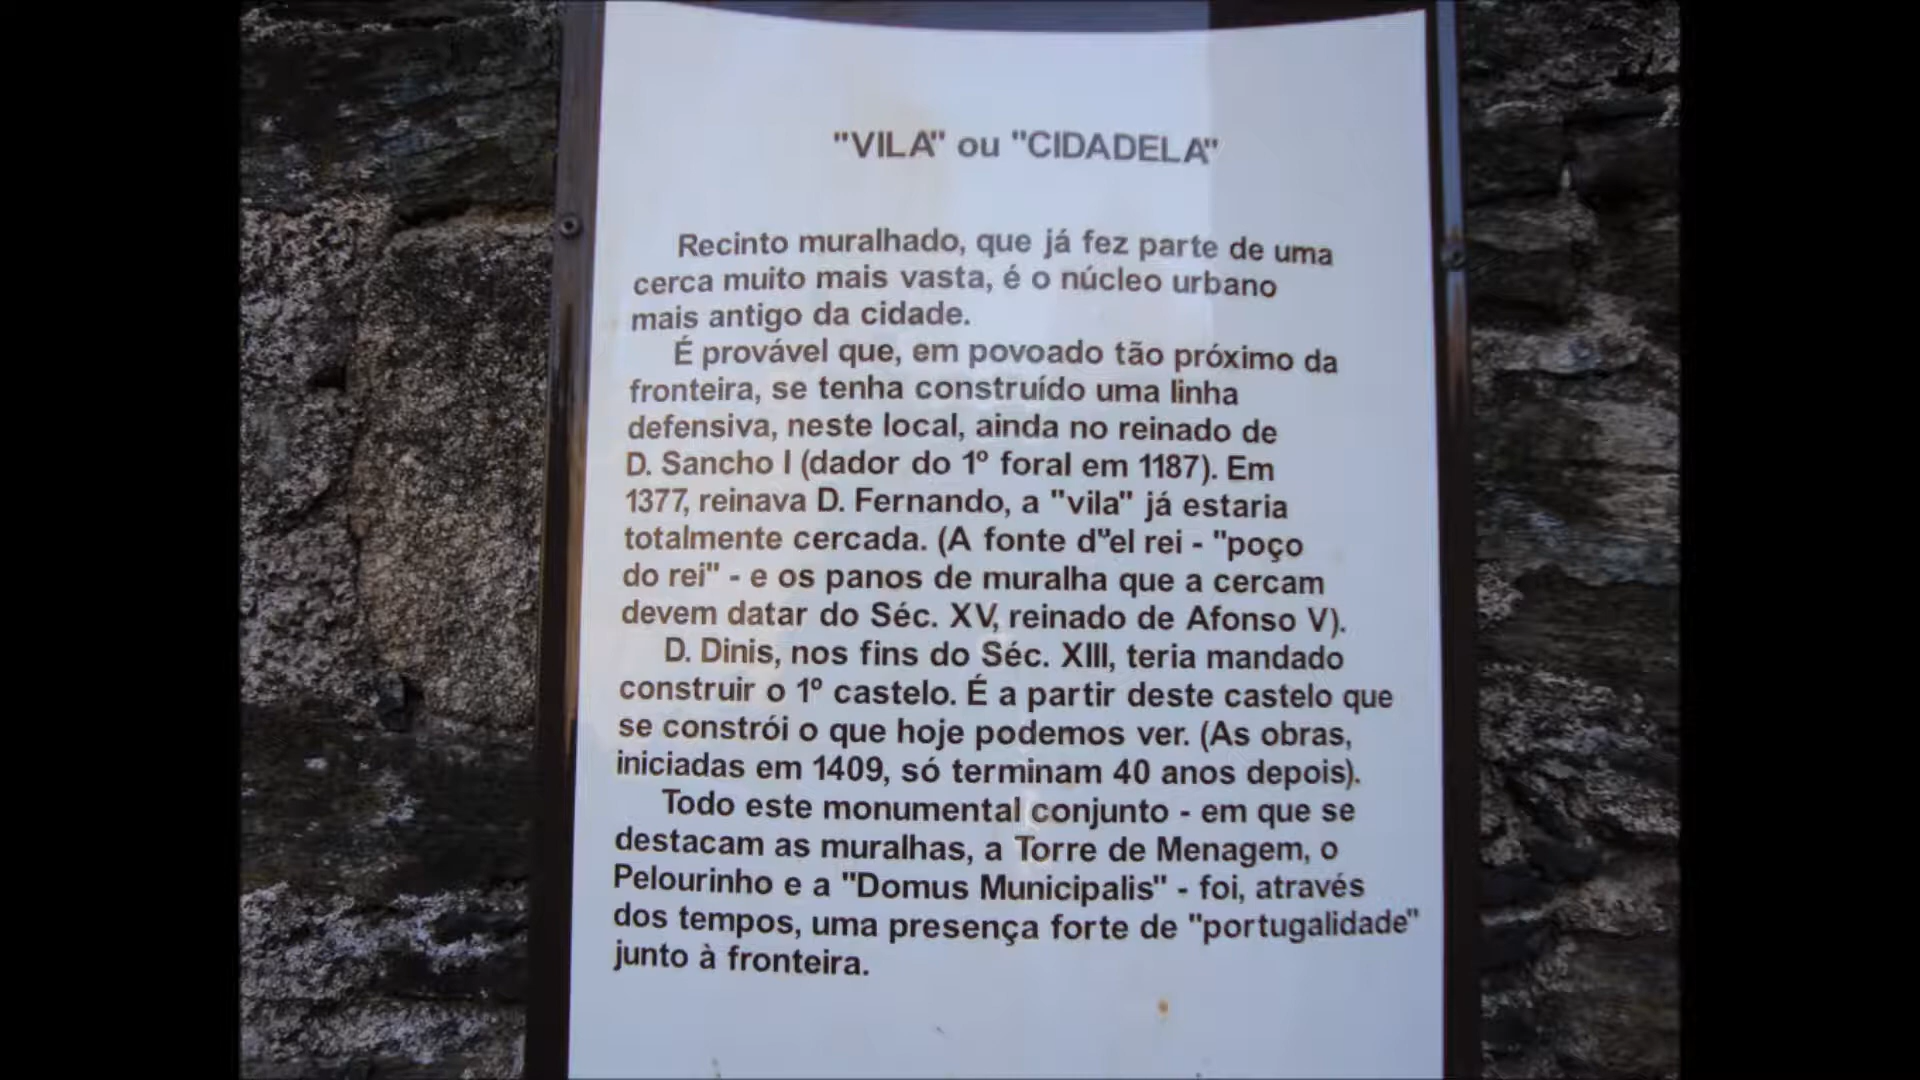 "VILA" ou "CIDADELA"
Recinto muralhado, que já fez parte de uma
cerca muito mais vasta, é o núcleo urbano
mais antigo da cidade.
É provável que, em povoado tão próximo da
fronteira, se tenha construído uma linha
defensiva, neste local, ainda no reinado de
D. Sancho I (dador do 1º foral em 1187). Em
1377, reinava D. Fernando, a "vila" já estaria
totalmente cercada. (A fonte d"el rei - "poço
do rei" - e os panos de muralha que a cercam
devem datar do Séc. XV, reinado de Afonso V).
D. Dinis, nos fins do Séc. XIII, teria mandado
construir o 1º castelo. É a partir deste castelo que
se constrói o que hoje podemos ver. (As obras,
iniciadas em 1409, só terminam 40 anos depois).
Todo este monumental conjunto - em que se
destacam as muralhas, a Torre de Menagem, o
Pelourinho e a "Domus Municipalis" - foi, através
dos tempos, uma presença forte de "portugalidade"
junto à fronteira.